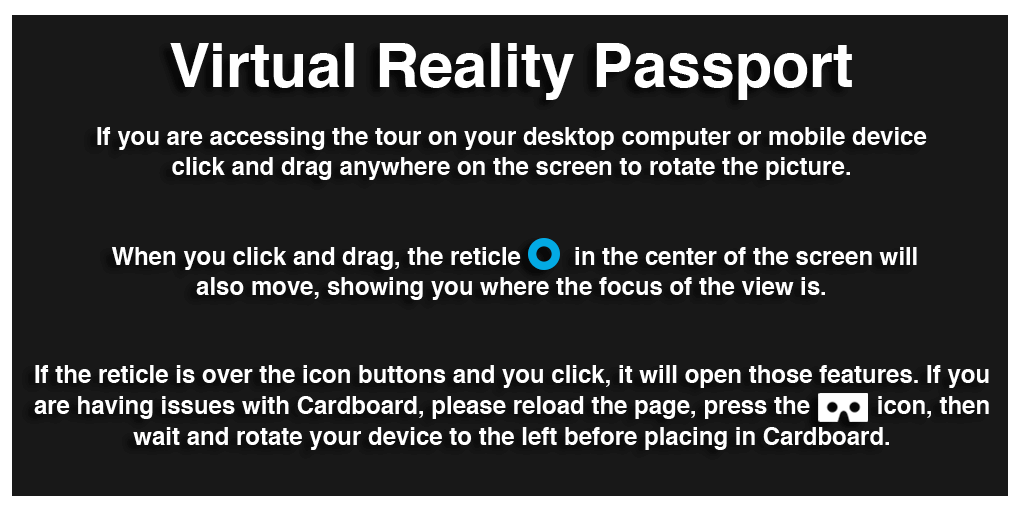 Virtual Reality Passport
If you are accessing the tour on your desktop computer or mobile device
click and drag anywhere on the screen to rotate the picture.
When you click and drag, the reticle in the center of the screen will
also move, showing you where the focus of the view is.
If the reticle is over the icon buttons and you click, it will open those features. If you
are having issues with Cardboard, please reload the page, press the icon, then
wait and rotate your device to the left before placing in Cardboard.